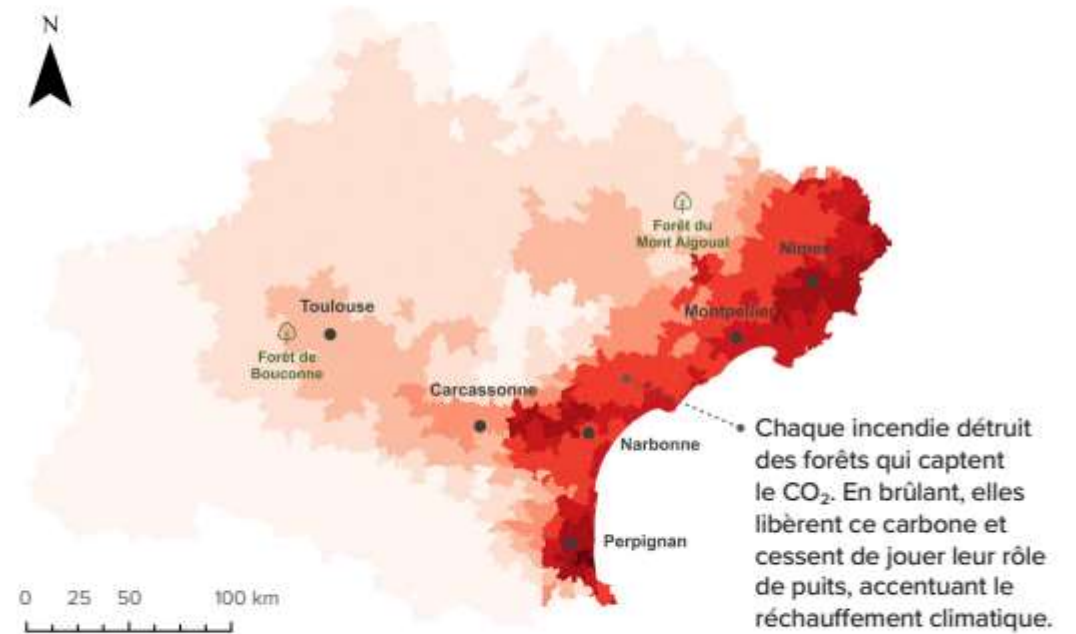 N
Forêt du
Mont Aigoual
Nîmes
Toulouse
Montpellier
Forêt de
Bouconne
Carcassonne
Narbonne
Perpignan
• Chaque incendie détruit
des forêts qui captent
le CO₂. En brûlant, elles
libèrent ce carbone et
cessent de jouer leur rôle
de puits, accentuant le
réchauffement climatique.
0 25 50 100 km